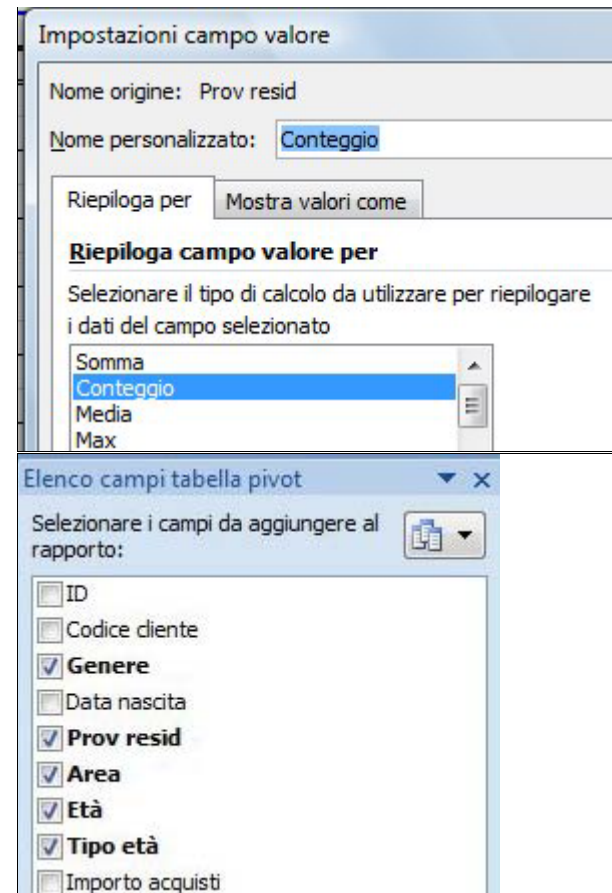 Impostazioni campo valore
Nome origine: Prov resid
Nome personalizzato: Conteggio
Riepiloga per Mostra valori come
Riepiloga campo valore per
Selezionare il tipo di calcolo da utilizzare per riepilogare
i dati del campo selezionato
Somma
Conteggio
Media
Max
Elenco campi tabella pivot
Selezionare i campi da aggiungere al
rapporto:
ID
Codice cliente
Genere
Data nascita
Prov resid
Area
Età
Tipo età
Importo acquisti